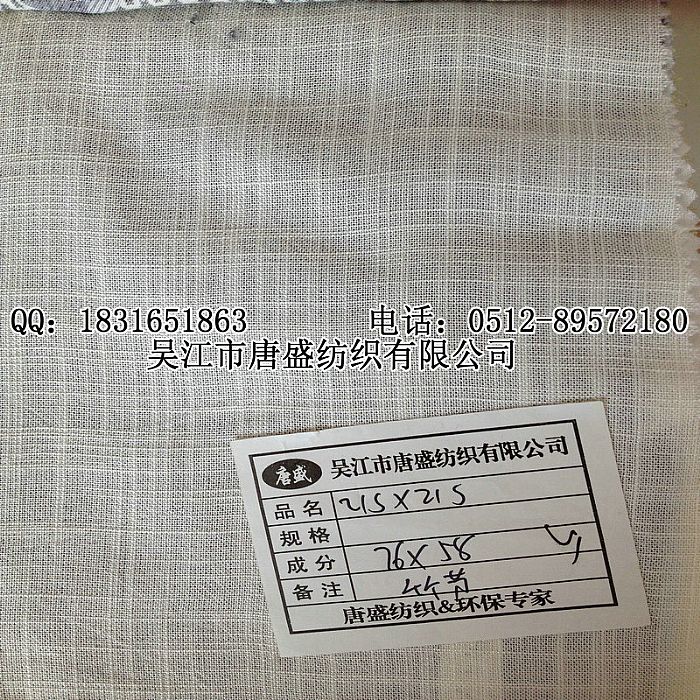 QQ：1831651863 电话：0512-89572180
吴江市唐盛纺织有限公司
唐盛 吴江市唐盛纺织有限公司
品名 21S X 21S
规格
成分
备注
唐盛纺织&环保专家